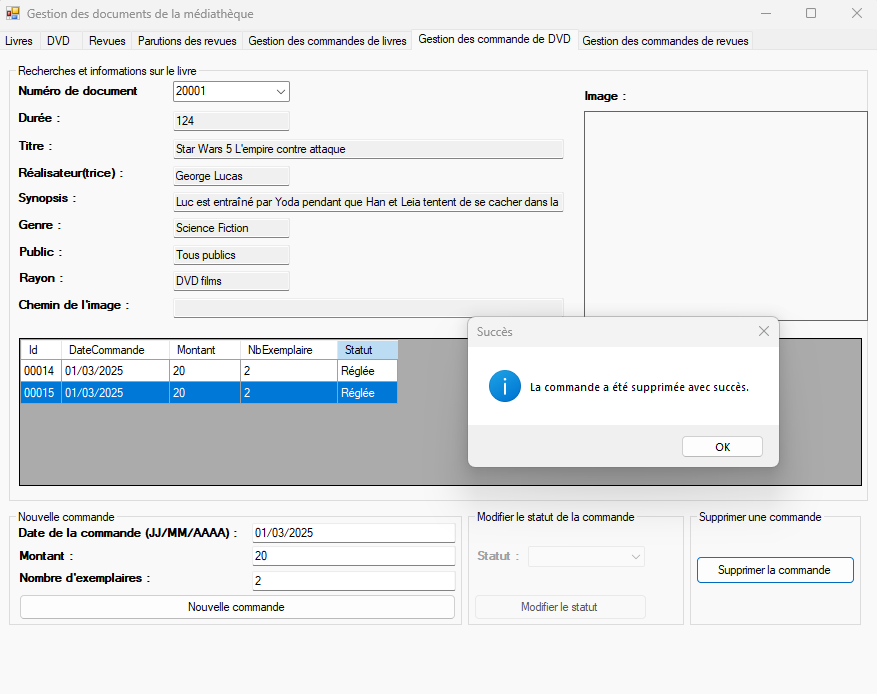 Gestion des documents de la médiathèque
Livres DVD Revues Parutions des revues Gestion des commandes de livres Gestion des commande de DVD Gestion des commandes de revues
Recherches et informations sur le livre
Numéro de document 20001
Image :
Durée : 124
Titre : Star Wars 5 L'empire contre attaque
Réalisateur(trice) : George Lucas
Synopsis : Luc est entraîné par Yoda pendant que Han et Leia tentent de se cacher dans la
Genre : Science Fiction
Public : Tous publics
Rayon : DVD films
Chemin de l'image :
Succès
Id DateCommande Montant NbExemplaire Statut
00014 01/03/2025 20 2 Réglée
00015 01/03/2025 20 2 Réglée
La commande a été supprimée avec succès.
OK
Nouvelle commande
Date de la commande (JJ/MM/AAAA) : 01/03/2025
Montant : 20
Nombre d'exemplaires : 2
Nouvelle commande
Modifier le statut de la commande
Statut :
Modifier le statut
Supprimer une commande
Supprimer la commande